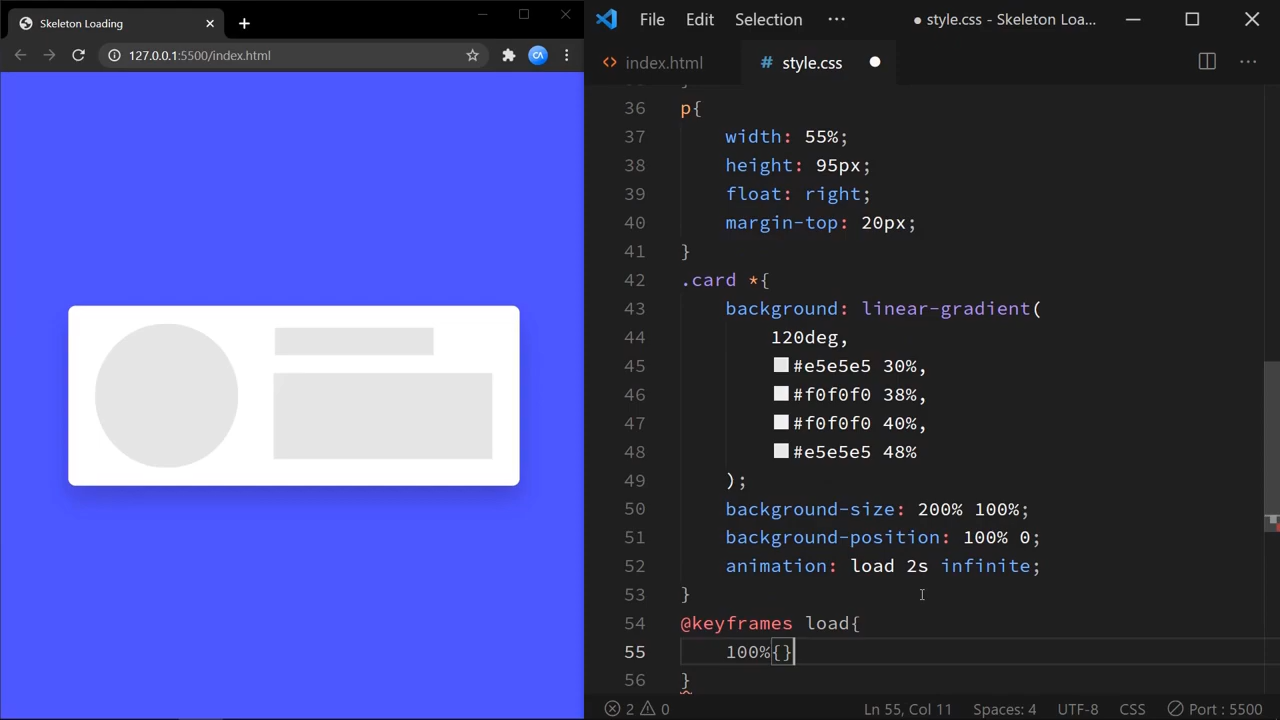 Skeleton Loading
127.0.0.1:5500/index.html
CA
File Edit Selection ···
● style.css - Skeleton Loa...
<> index.html
# style.css
36 p{
37 width: 55%;
38 height: 95px;
39 float: right;
40 margin-top: 20px;
41 }
42 .card *{
43 background: linear-gradient(
44 120deg,
45 #e5e5e5 30%,
46 #f0f0f0 38%,
47 #f0f0f0 40%,
48 #e5e5e5 48%
49 );
50 background-size: 200% 100%;
51 background-position: 100% 0;
52 animation: load 2s infinite;
53 }
54 @keyframes load{
55 100%{}
56 }
2 0 Ln 55, Col 11 Spaces: 4 UTF-8 CSS Port : 5500